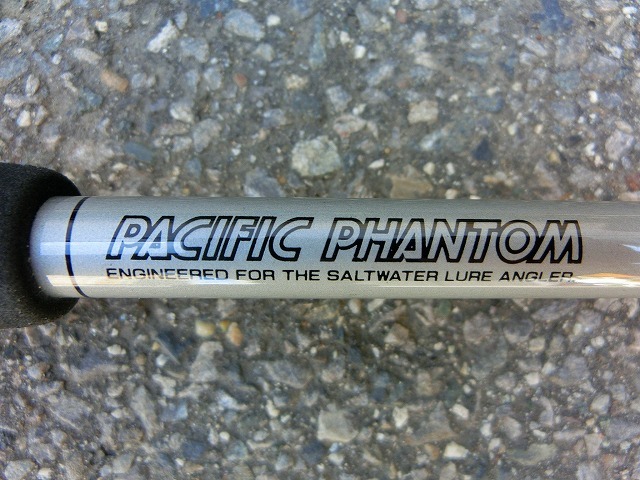 PACIFIC PHANTOM
ENGINEERED FOR THE SALTWATER LURE ANGLER.